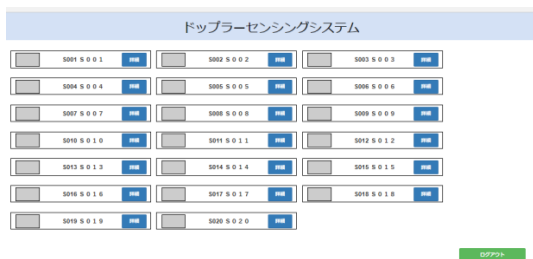 ドップラーセンシングシステム
S001 S001 詳細 S002 S002 詳細 S003 S003 詳細
S004 S004 詳細 S005 S005 詳細 S006 S006 詳細
S007 S007 詳細 S008 S008 詳細 S009 S009 詳細
S010 S010 詳細 S011 S011 詳細 S012 S012 詳細
S013 S013 詳細 S014 S014 詳細 S015 S015 詳細
S016 S016 詳細 S017 S017 詳細 S018 S018 詳細
S019 S019 詳細 S020 S020 詳細
ログアウト